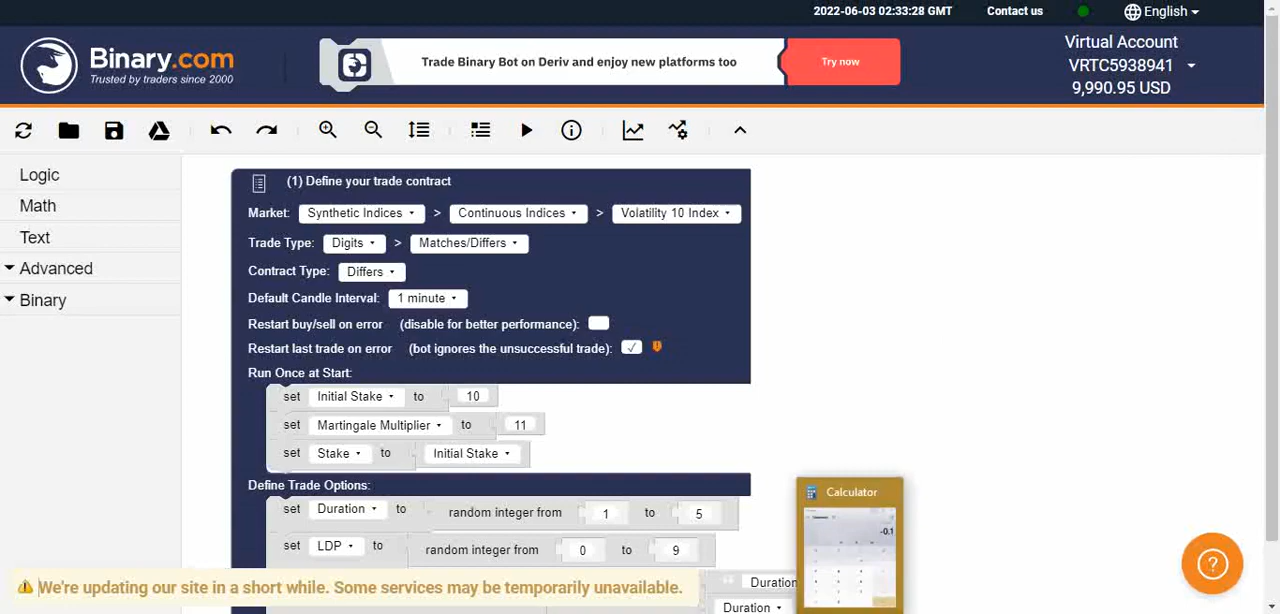 2022-06-03 02:33:28 GMT Contact us English
Binary.com
Trusted by traders since 2000
Trade Binary Bot on Deriv and enjoy new platforms too
Try now
Virtual Account
VRTC5938941
9,990.95 USD
Logic
Math
Text
Advanced
Binary
(1) Define your trade contract
Market: Synthetic Indices > Continuous Indices > Volatility 10 Index
Trade Type: Digits > Matches/Differs
Contract Type: Differs
Default Candle Interval: 1 minute
Restart buy/sell on error (disable for better performance):
Restart last trade on error (bot ignores the unsuccessful trade): ✓
Run Once at Start:
set Initial Stake to 10
set Martingale Multiplier to 11
set Stake to Initial Stake
Define Trade Options:
set Duration to random integer from 1 to 5
set LDP to random integer from 0 to 9
Calculator
-0.1
We're updating our site in a short while. Some services may be temporarily unavailable.
Duration
Duration
?